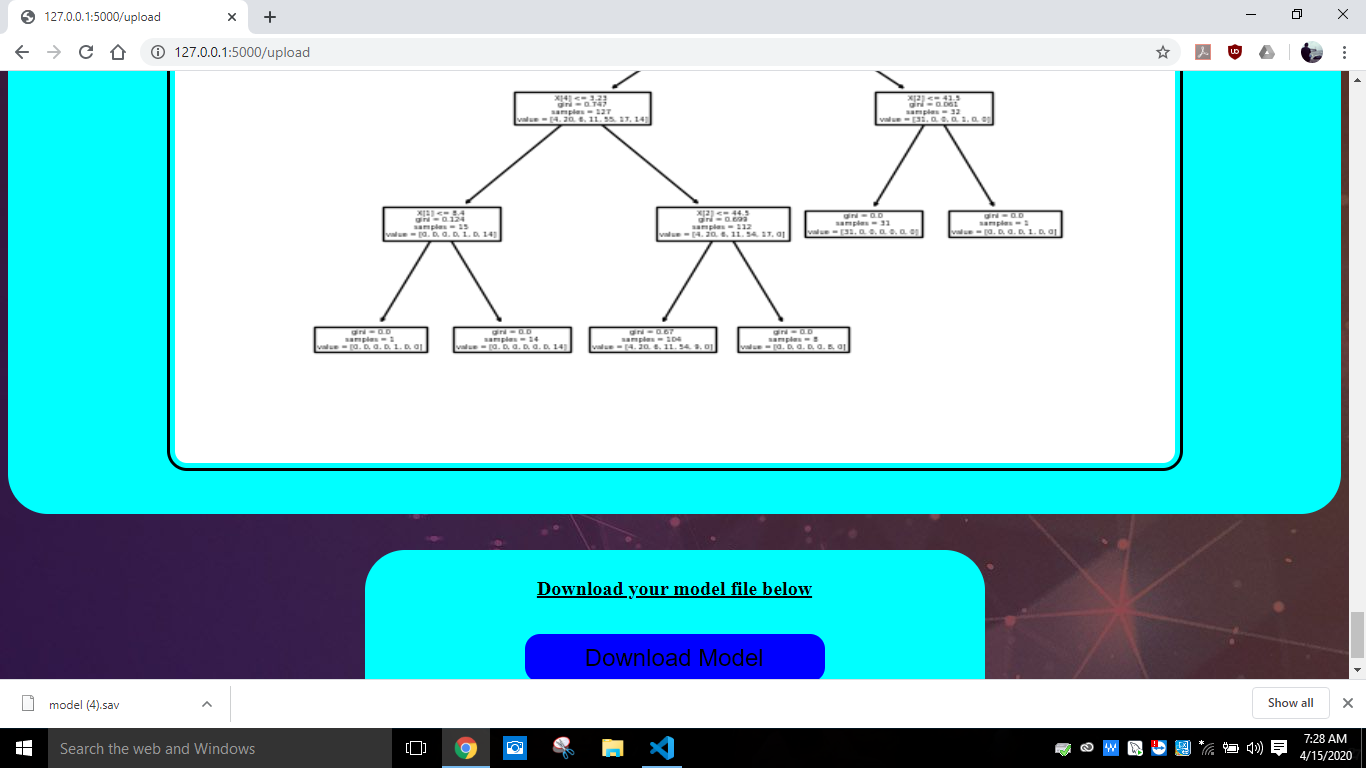 127.0.0.1:5000/upload
127.0.0.1:5000/upload
X[4] <= 3.23
gini = 0.747
samples = 127
value = [4, 20, 6, 11, 55, 17, 14]
X[2] <= 41.5
gini = 0.061
samples = 32
value = [31, 0, 0, 0, 1, 0, 0]
X[1] <= 8.4
gini = 0.124
samples = 15
value = [0, 0, 0, 0, 1, 0, 14]
X[2] <= 44.5
gini = 0.699
samples = 112
value = [4, 20, 6, 11, 54, 17, 0]
gini = 0.0
samples = 31
value = [31, 0, 0, 0, 0, 0, 0]
gini = 0.0
samples = 1
value = [0, 0, 0, 0, 1, 0, 0]
gini = 0.0
samples = 1
value = [0, 0, 0, 0, 1, 0, 0]
gini = 0.0
samples = 14
value = [0, 0, 0, 0, 0, 0, 14]
gini = 0.67
samples = 104
value = [4, 20, 6, 11, 54, 9, 0]
gini = 0.0
samples = 8
value = [0, 0, 0, 0, 0, 8, 0]
Download your model file below
Download Model
model (4).sav
Show all
Search the web and Windows
7:28 AM
4/15/2020